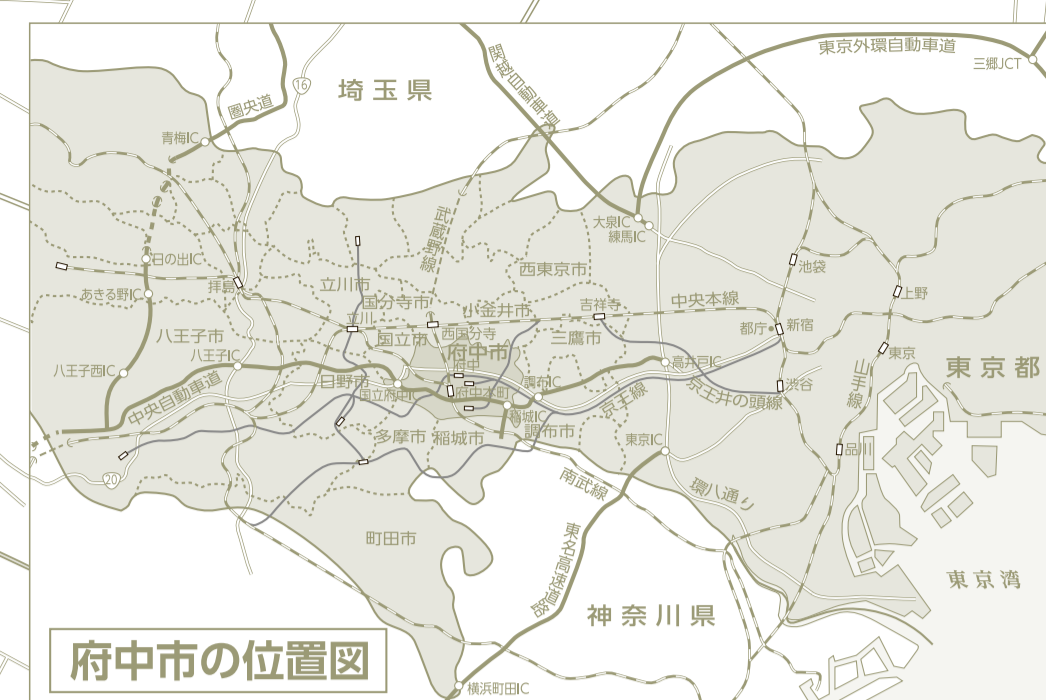 東京外環自動車道
三郷JCT
関越自動車道
16
埼玉県
圏央道
青梅IC
武蔵野線
大泉IC
練馬IC
日の出IC
西東京市
池袋
拝島
立川市
あきる野IC
国分寺市
小金井市
吉祥寺
中央本線
上野
立川
八王子市
西国分寺
都庁
新宿
国立市
三鷹市
府中市
東京
八王子IC
府中
高井戸IC
東京都
八王子西IC
日野市
国立府中IC
調布IC
山手線
渋谷
京王井の頭線
府中本町
中央自動車道
京王線
稲城IC
多摩市
稲城市
調布市
東京IC
品川
20
南武線
環八通り
町田市
東名高速道路
東京湾
神奈川県
府中市の位置図
横浜町田IC